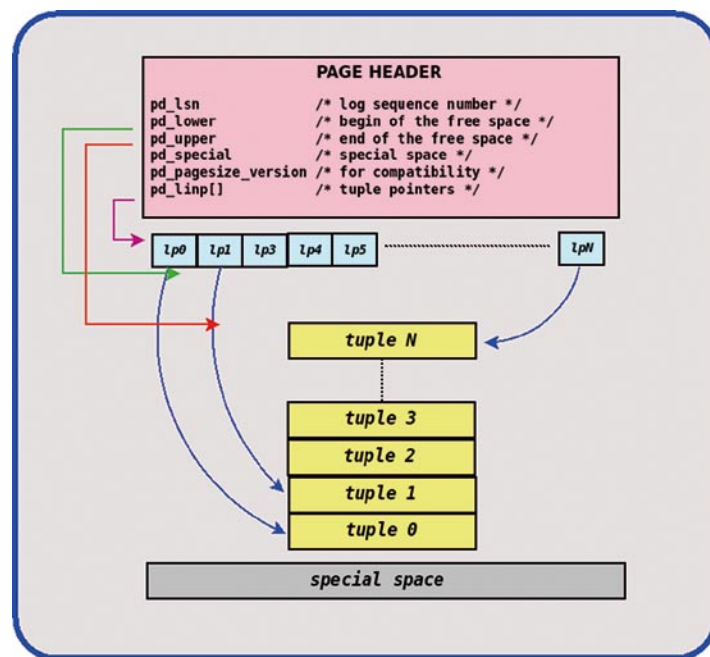 PAGE HEADER
pd_lsn /* log sequence number */
pd_lower /* begin of the free space */
pd_upper /* end of the free space */
pd_special /* special space */
pd_pagesize_version /* for compatibility */
pd_linp[] /* tuple pointers */
lp0 lp1 lp3 lp4 lp5 lpN
tuple N
tuple 3
tuple 2
tuple 1
tuple 0
special space